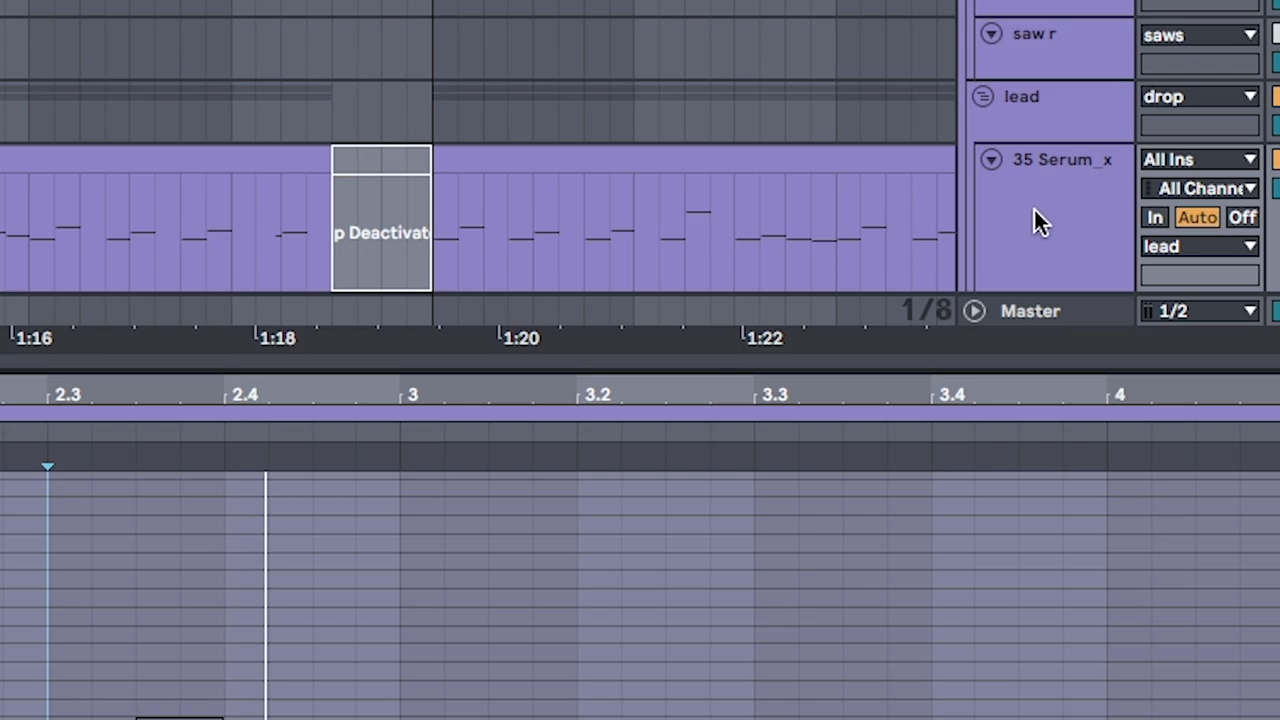 saw r
saws
lead
drop
35 Serum_x
All Ins
All Channe
p Deactivat
In Auto Off
lead
1/8
Master
1/2
1:16 1:18 1:20 1:22
2.3 2.4 3 3.2 3.3 3.4 4